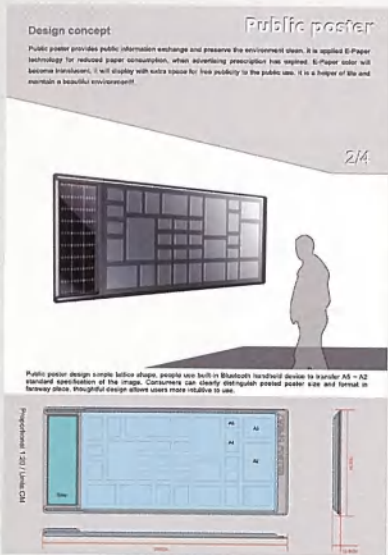 Design concept
Public poster
Public poster provides public information exchange and preserve the environment clean. It is applied E-Paper
technology for reduced paper consumption, when advertising prescription has expired. E-Paper color will
become translucent, it will display with extra space for free publicity to the public use. It is a helper of life and
maintain a beautiful environment!
2/4
Public poster design simple lattice shape, people use built-in Bluetooth handheld device to transfer A5 ~ A2
standard specification of the image. Consumers can clearly distinguish posted poster size and format in
faraway place, thoughtful design allows users more intuitive to use.
Proportional 1:20 / Units:CM
A5
A3
A4
A2